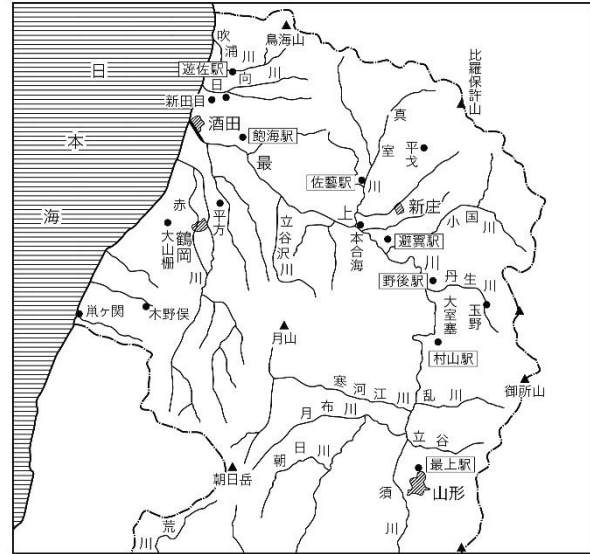 鳥海山
吹浦川
遊佐駅
日向川
新田目
酒田
飽海駅
日本海
比羅保許山
真室川
平戈
佐藝駅
新庄
最上川
本合海
小国川
避翼駅
赤川
平方
大山柵
鶴岡
立谷沢川
野後駅
丹生川
大室塞
玉野
村山駅
鼡ヶ関
木野俣
月山
御所山
寒河江川
乱川
月布川
立谷川
朝日川
最上駅
山形
須川
朝日岳
荒川